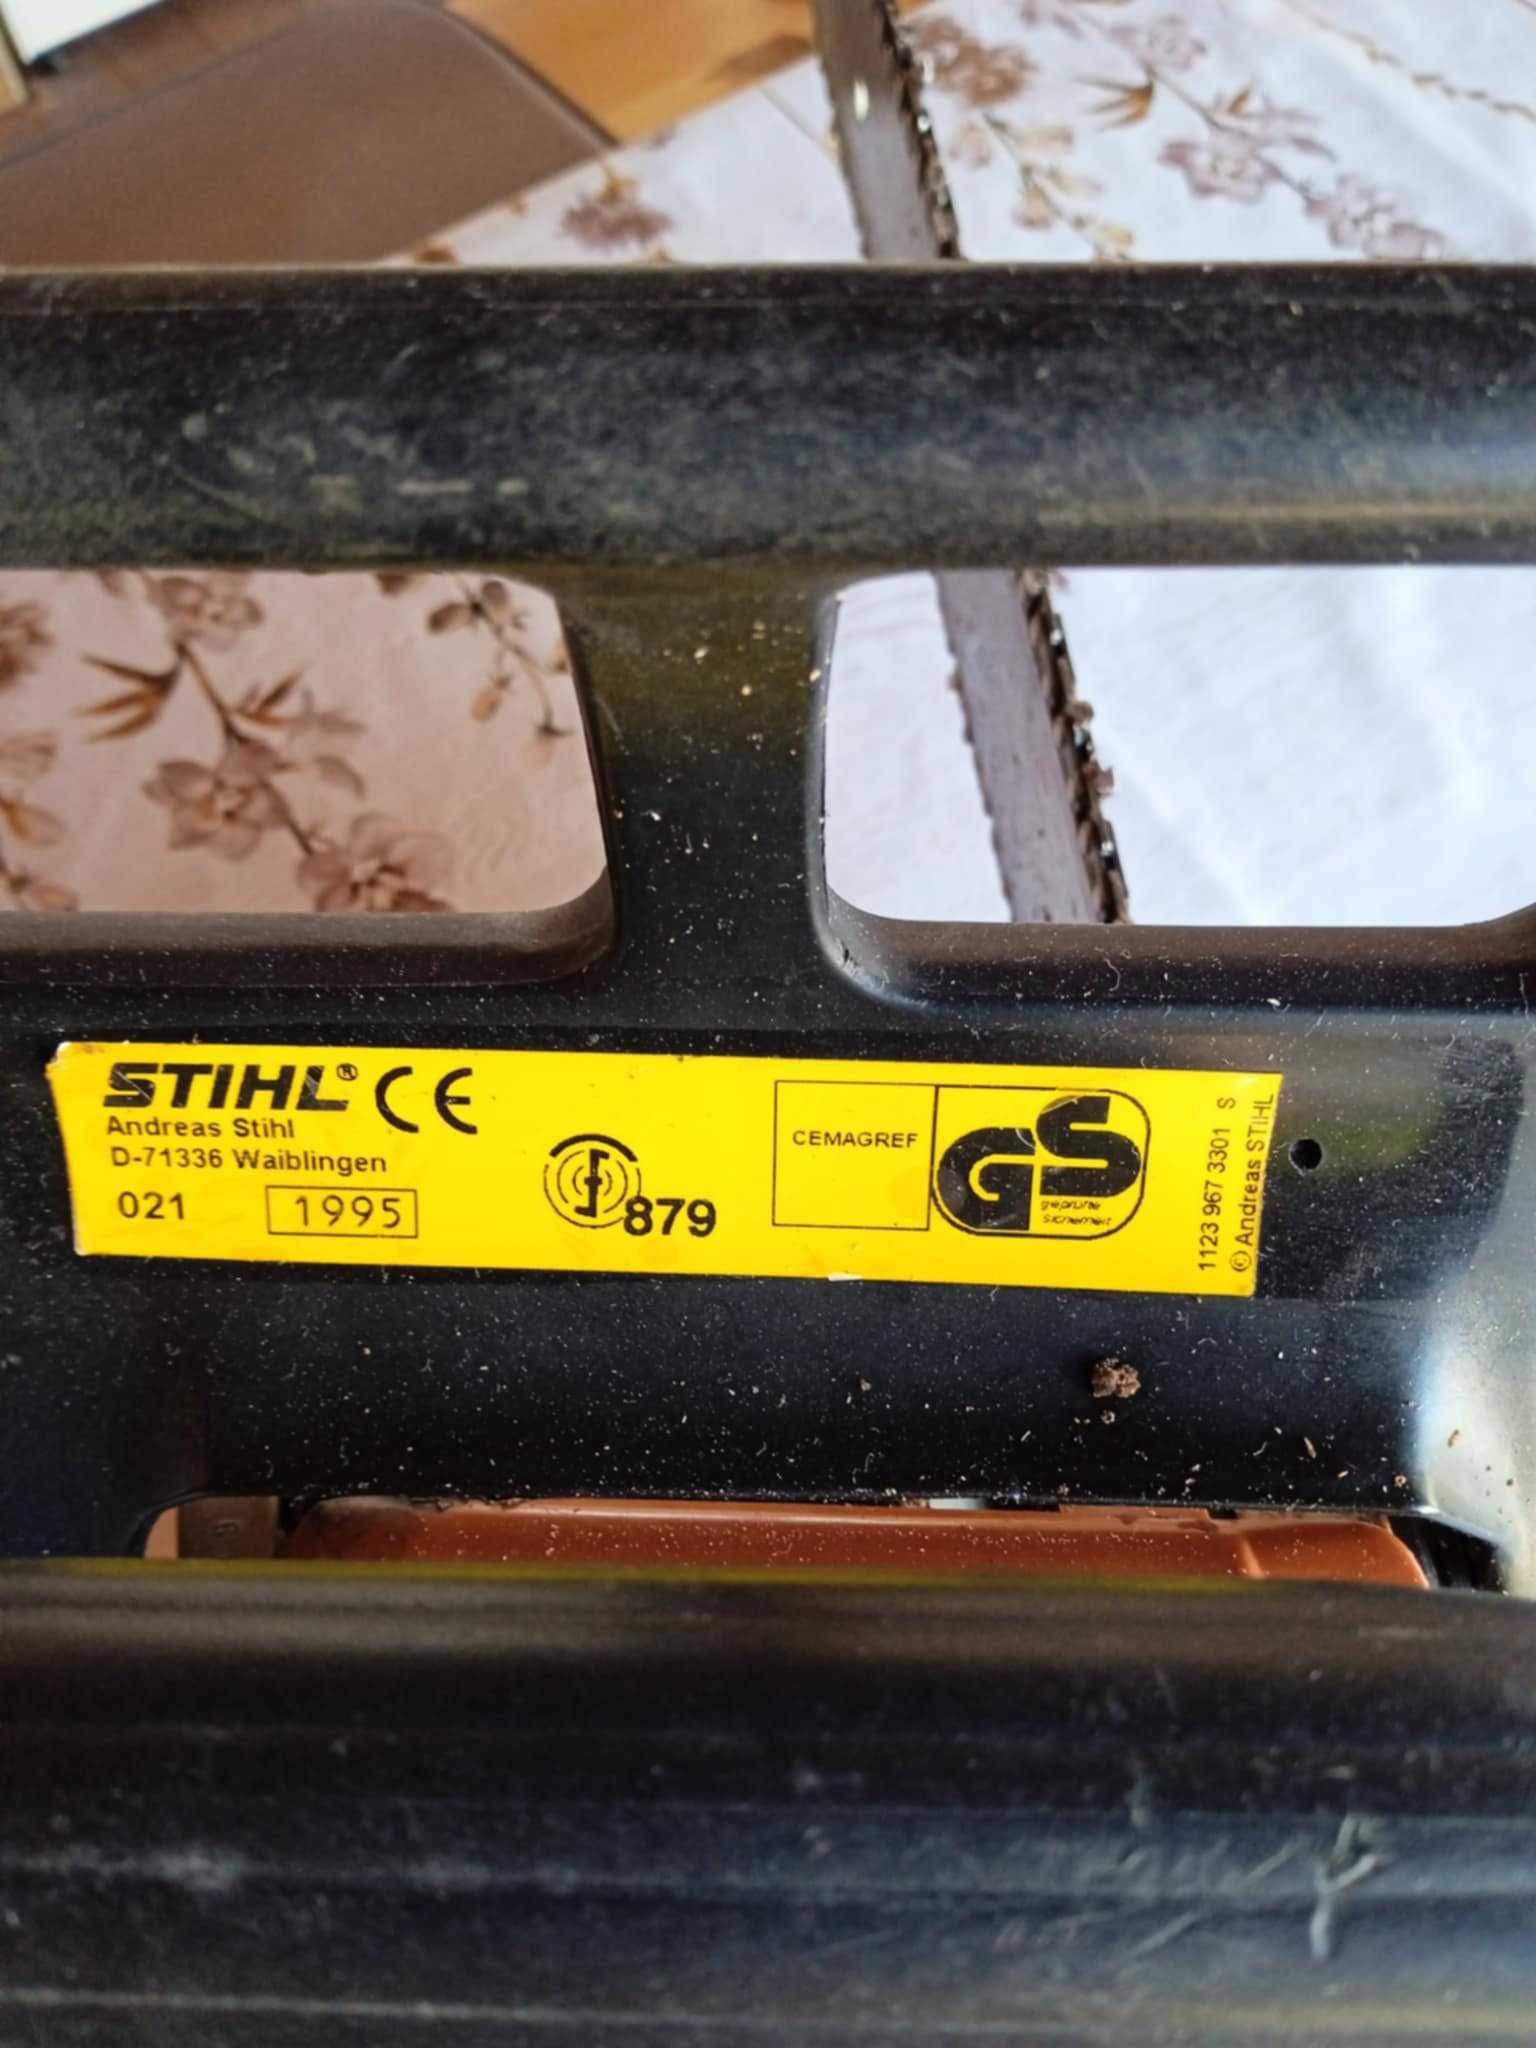 STIHL® CE
Andreas Stihl
D-71336 Waiblingen
021 1995
879
CEMAGREF
GS
geprüfte
Sicherheit
1123 967 3301 S
© Andreas STIHL